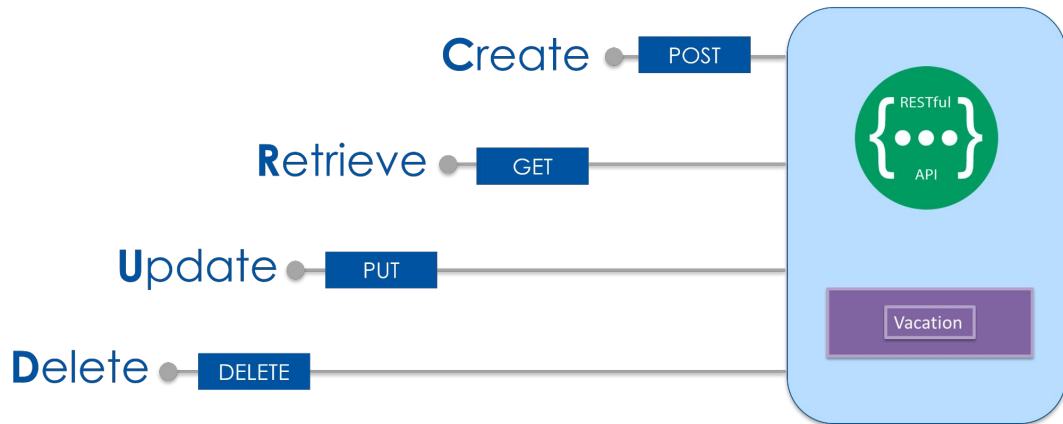 Create
POST
RESTful
API
Retrieve
GET
Update
PUT
Vacation
Delete
DELETE